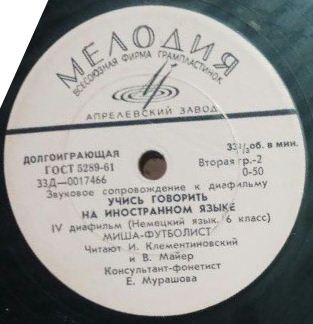 МЕЛОДИЯ
ВСЕСОЮЗНАЯ ФИРМА ГРАМПЛАСТИНОК
АПРЕЛЕВСКИЙ ЗАВОД
ДОЛГОИГРАЮЩАЯ
ГОСТ 5289-61
33Д—0017466
33⅓ об. в мин.
Вторая гр.-2
0-50
Звуковое сопровождение к диафильму
УЧИСЬ ГОВОРИТЬ
НА ИНОСТРАННОМ ЯЗЫКЕ
IV диафильм (Немецкий язык. 6 класс)
МИША-ФУТБОЛИСТ
Читают И. Клементиновский
и В. Майер
Консультант-фонетист
Е. Мурашова